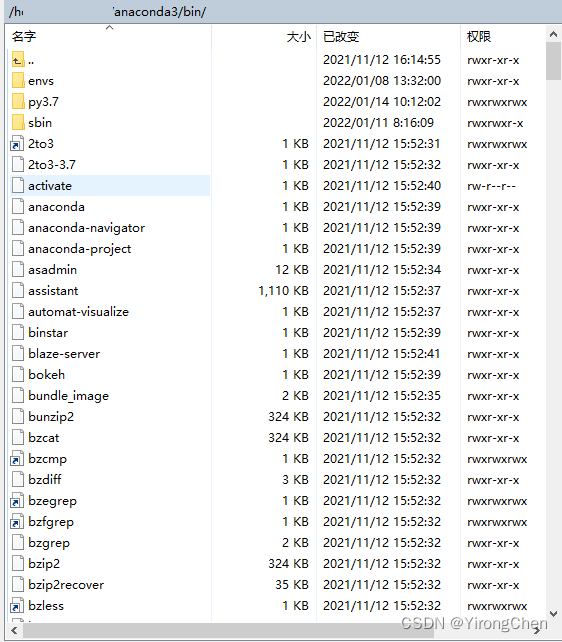 /h /anaconda3/bin/
名字 大小 已改变 权限
.. 2021/11/12 16:14:55 rwxr-xr-x
envs 2022/01/08 13:32:00 rwxr-xr-x
py3.7 2022/01/14 10:12:02 rwxrwxrwx
sbin 2022/01/11 8:16:09 rwxrwxr-x
2to3 1 KB 2021/11/12 15:52:31 rwxrwxrwx
2to3-3.7 1 KB 2021/11/12 15:52:32 rwxr-xr-x
activate 1 KB 2021/11/12 15:52:40 rw-r--r--
anaconda 1 KB 2021/11/12 15:52:39 rwxr-xr-x
anaconda-navigator 1 KB 2021/11/12 15:52:39 rwxr-xr-x
anaconda-project 1 KB 2021/11/12 15:52:39 rwxr-xr-x
asadmin 12 KB 2021/11/12 15:52:34 rwxr-xr-x
assistant 1,110 KB 2021/11/12 15:52:37 rwxr-xr-x
automat-visualize 1 KB 2021/11/12 15:52:37 rwxr-xr-x
binstar 1 KB 2021/11/12 15:52:39 rwxr-xr-x
blaze-server 1 KB 2021/11/12 15:52:41 rwxr-xr-x
bokeh 1 KB 2021/11/12 15:52:39 rwxr-xr-x
bundle_image 2 KB 2021/11/12 15:52:35 rwxr-xr-x
bunzip2 324 KB 2021/11/12 15:52:32 rwxr-xr-x
bzcat 324 KB 2021/11/12 15:52:32 rwxr-xr-x
bzcmp 1 KB 2021/11/12 15:52:32 rwxrwxrwx
bzdiff 3 KB 2021/11/12 15:52:32 rwxr-xr-x
bzegrep 1 KB 2021/11/12 15:52:32 rwxrwxrwx
bzfgrep 1 KB 2021/11/12 15:52:32 rwxrwxrwx
bzgrep 2 KB 2021/11/12 15:52:32 rwxr-xr-x
bzip2 324 KB 2021/11/12 15:52:32 rwxr-xr-x
bzip2recover 35 KB 2021/11/12 15:52:32 rwxr-xr-x
bzless 1 KB 2021/11/12 15:52:32 rwxrwxrwx
CSDN @YirongChen